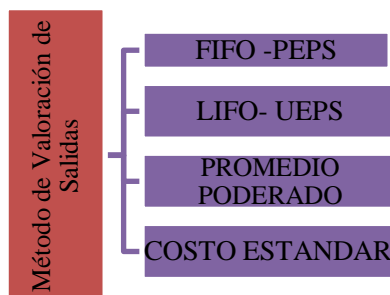 Método de Valoración de
Salidas
FIFO -PEPS
LIFO- UEPS
PROMEDIO
PODERADO
COSTO ESTANDAR